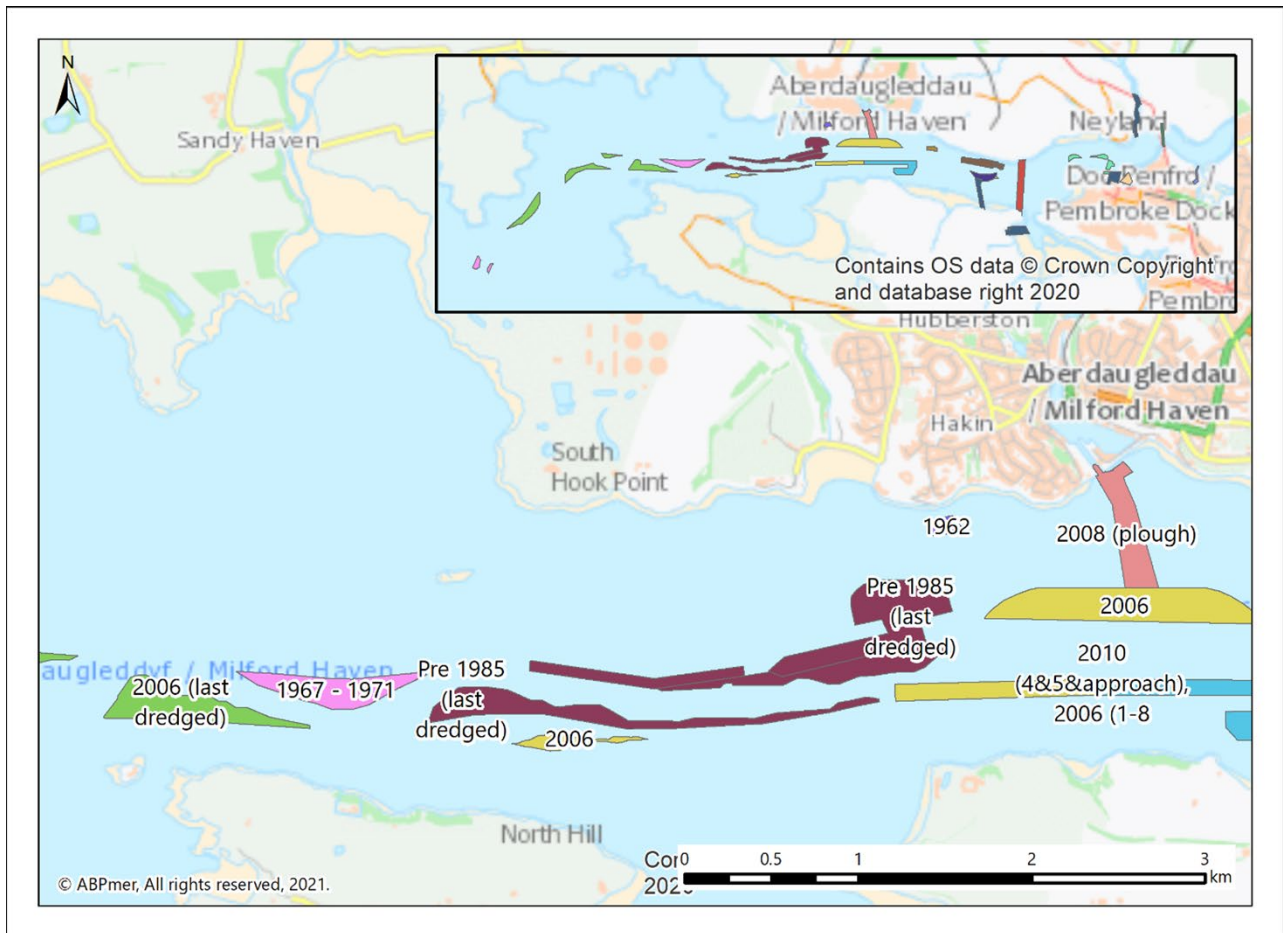 N
Sandy Haven
Aberdaugleddau
/ Milford Haven
Neyland
Doc Penfro /
Pembroke Dock
Contains OS data © Crown Copyright
and database right 2020
Hubberston
Aberdaugleddau
/ Milford Haven
Hakin
South
Hook Point
1962
2008 (plough)
Pre 1985
(last
dredged)
2006
augleddyf / Milford Haven
2006 (last
dredged)
1967 - 1971
Pre 1985
(last
dredged)
2006
2010
(4&5&approach),
2006 (1-8
North Hill
0 0.5 1 2 3
km
© ABPmer, All rights reserved, 2021.